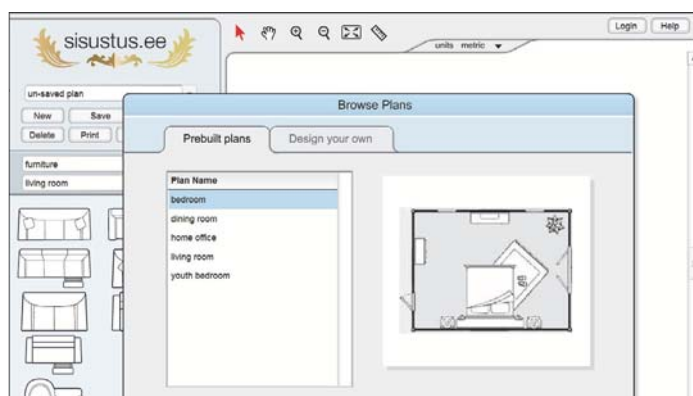 sisustus.ee
Login
Help
units metric
un-saved plan
New
Save
Delete
Print
furniture
living room
Browse Plans
Prebuilt plans
Design your own
Plan Name
bedroom
dining room
home office
living room
youth bedroom